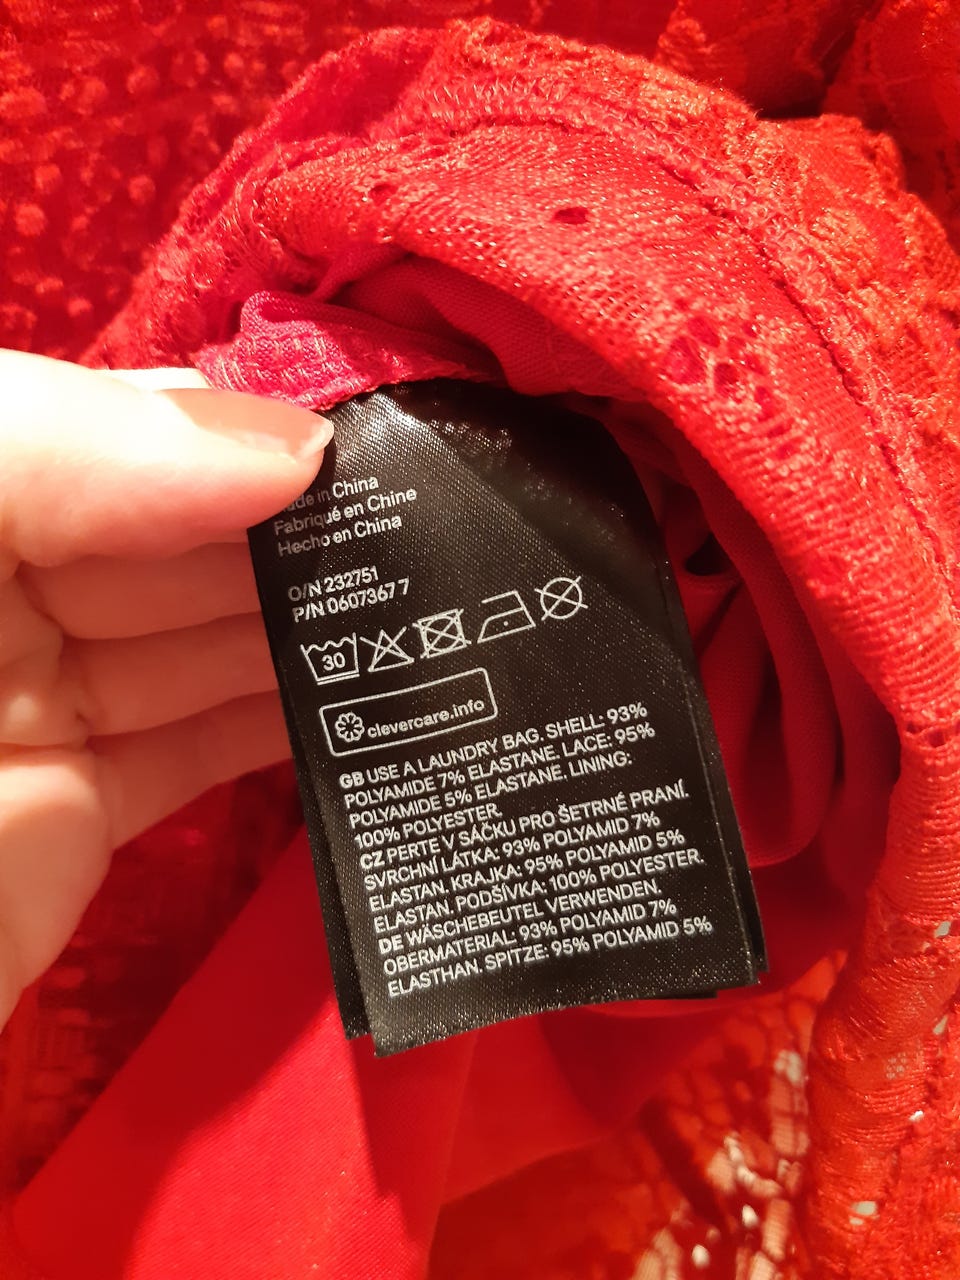 in China
Fabriqué en Chine
Hecho en China
O/N 232751
P/N 0607367 7
30
clevercare.info
GB USE A LAUNDRY BAG. SHELL: 93%
POLYAMIDE 7% ELASTANE. LACE: 95%
POLYAMIDE 5% ELASTANE. LINING:
100% POLYESTER.
CZ PERTE V SÁČKU PRO ŠETRNÉ PRANÍ.
SVRCHNÍ LÁTKA: 93% POLYAMID 7%
ELASTAN. KRAJKA: 95% POLYAMID 5%
ELASTAN. PODŠÍVKA: 100% POLYESTER.
DE WÄSCHEBEUTEL VERWENDEN.
OBERMATERIAL: 93% POLYAMID 7%
ELASTHAN. SPITZE: 95% POLYAMID 5%